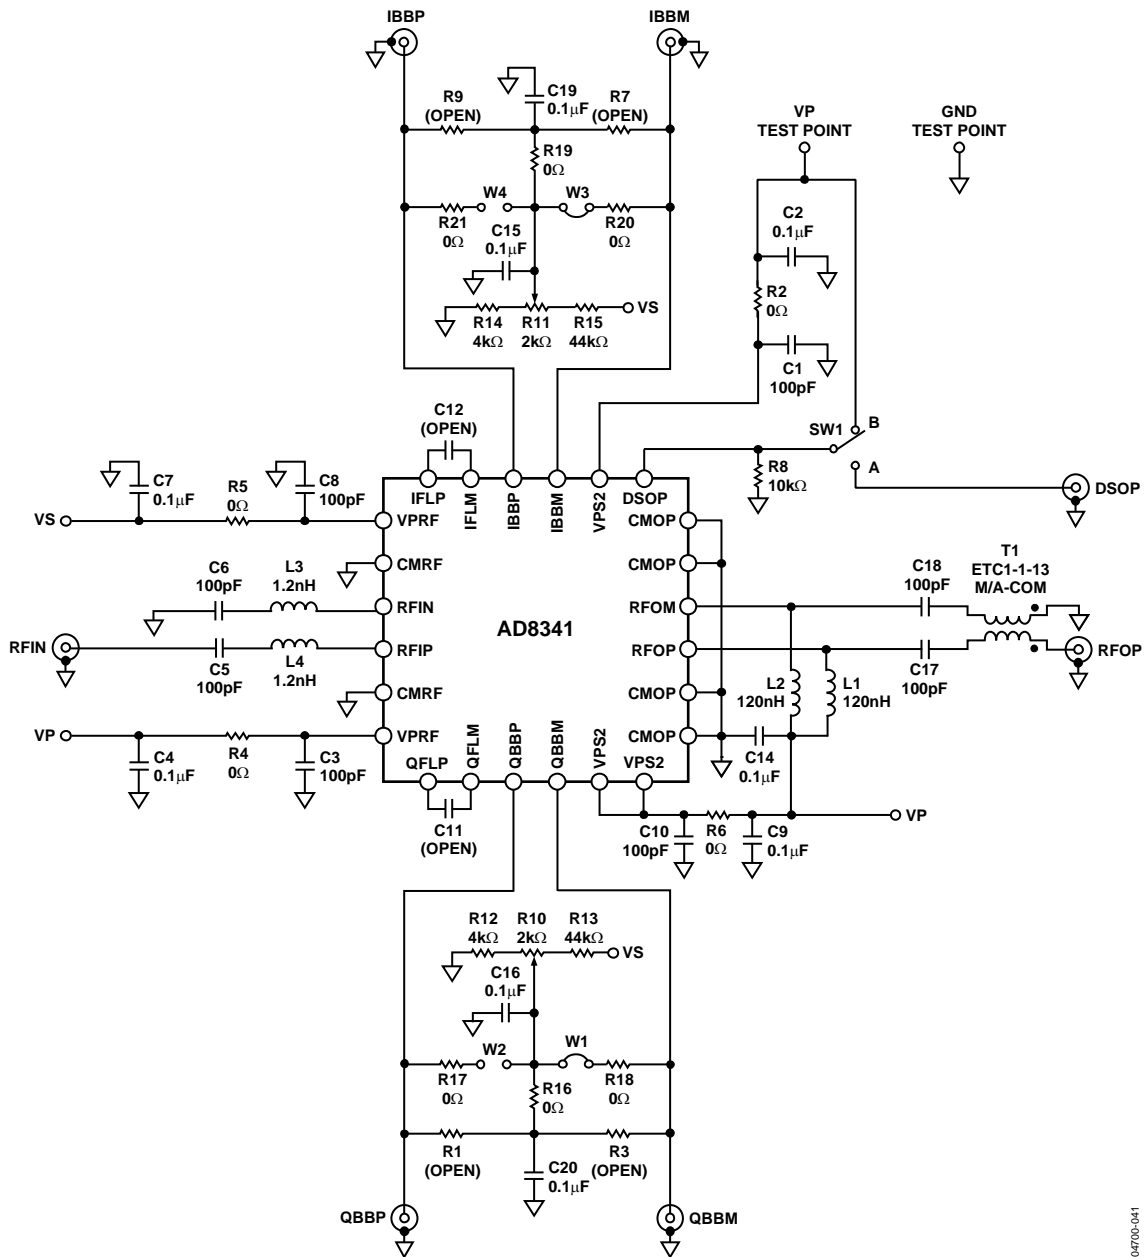 IBBP
IBBM
R9
(OPEN)
C19
0.1µF
R7
(OPEN)
VP
TEST POINT
GND
TEST POINT
R19
0Ω
W4
W3
R21
0Ω
C15
0.1µF
R20
0Ω
C2
0.1µF
R2
0Ω
R14
4kΩ
R11
2kΩ
R15
44kΩ
VS
C1
100pF
C12
(OPEN)
SW1
B
A
R8
10kΩ
DSOP
C7
0.1µF
R5
0Ω
C8
100pF
VS
IFLP
IFLM
IBBP
IBBM
VPS2
DSOP
VPRF
CMOP
CMRF
CMOP
C6
100pF
L3
1.2nH
RFIN
RFOM
C18
100pF
T1
ETC1-1-13
M/A-COM
AD8341
RFIN
C5
100pF
L4
1.2nH
RFIP
RFOP
C17
100pF
RFOP
CMRF
CMOP
L2
120nH
L1
120nH
VP
C4
0.1µF
R4
0Ω
C3
100pF
VPRF
CMOP
C14
0.1µF
QFLP
QFLM
QBBP
QBBM
VPS2
VPS2
C11
(OPEN)
C10
100pF
R6
0Ω
C9
0.1µF
VP
R12
4kΩ
R10
2kΩ
R13
44kΩ
VS
C16
0.1µF
W2
W1
R17
0Ω
R16
0Ω
R18
0Ω
R1
(OPEN)
R3
(OPEN)
C20
0.1µF
QBBP
QBBM
04700-041